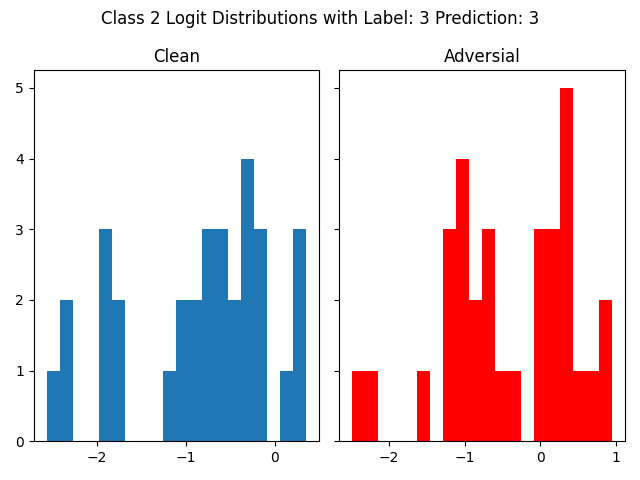 Class 2 Logit Distributions with Label: 3 Prediction: 3
Clean
Adversial
5
4
3
2
1
0
−2 −1 0
−2 −1 0 1